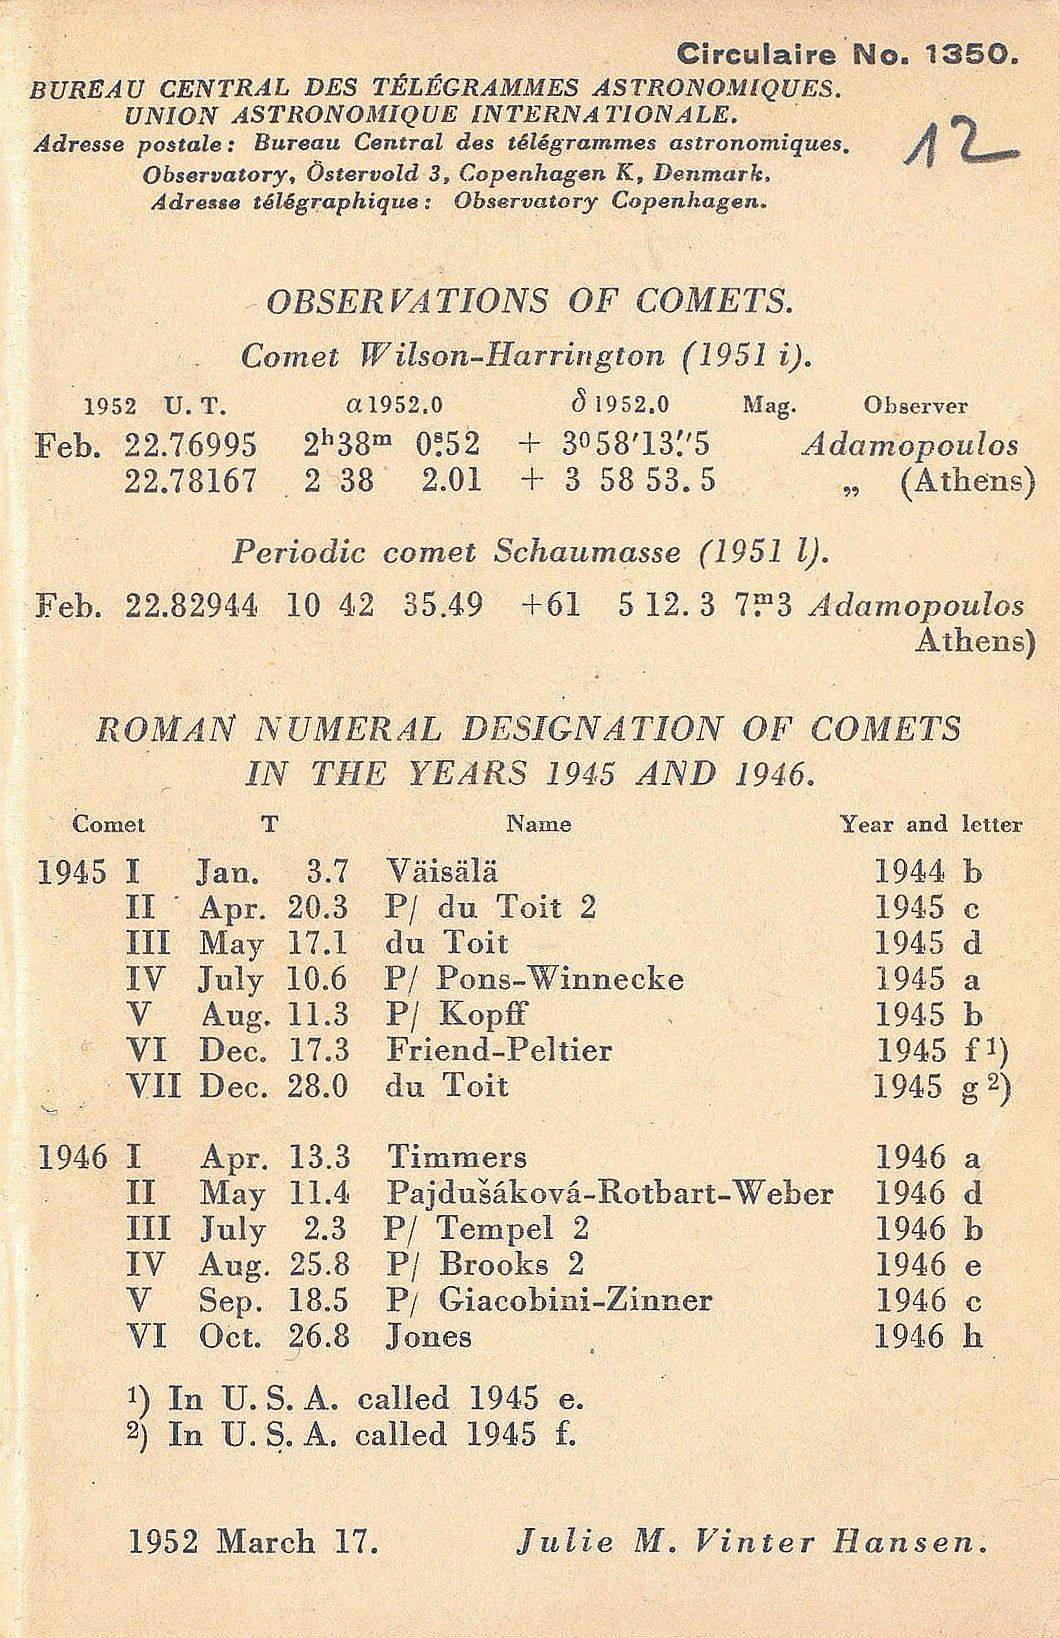 Circulaire No. 1350.
BUREAU CENTRAL DES TÉLÉGRAMMES ASTRONOMIQUES.
UNION ASTRONOMIQUE INTERNATIONALE.
12
Adresse postale: Bureau Central des télégrammes astronomiques.
Observatory, Östervold 3, Copenhagen K, Denmark.
Adresse télégraphique: Observatory Copenhagen.
OBSERVATIONS OF COMETS.
Comet Wilson-Harrington (1951 i).
1952 U. T. α 1952.0 δ 1952.0 Mag. Observer
Feb. 22.76995 2ʰ38ᵐ 0ˢ.52 + 3°58′13″.5 Adamopoulos
22.78167 2 38 2.01 + 3 58 53.5 „ (Athens)
Periodic comet Schaumasse (1951 l).
Feb. 22.82944 10 42 35.49 +61 5 12.3 7ᵐ.3 Adamopoulos
Athens)
ROMAN NUMERAL DESIGNATION OF COMETS
IN THE YEARS 1945 AND 1946.
Comet T Name Year and letter
1945 I Jan. 3.7 Väisälä 1944 b
II Apr. 20.3 P/ du Toit 2 1945 c
III May 17.1 du Toit 1945 d
IV July 10.6 P/ Pons-Winnecke 1945 a
V Aug. 11.3 P/ Kopff 1945 b
VI Dec. 17.3 Friend-Peltier 1945 f ¹)
VII Dec. 28.0 du Toit 1945 g ²)
1946 I Apr. 13.3 Timmers 1946 a
II May 11.4 Pajdušáková-Rotbart-Weber 1946 d
III July 2.3 P/ Tempel 2 1946 b
IV Aug. 25.8 P/ Brooks 2 1946 e
V Sep. 18.5 P/ Giacobini-Zinner 1946 c
VI Oct. 26.8 Jones 1946 h
¹) In U. S. A. called 1945 e.
²) In U. S. A. called 1945 f.
1952 March 17. Julie M. Vinter Hansen.